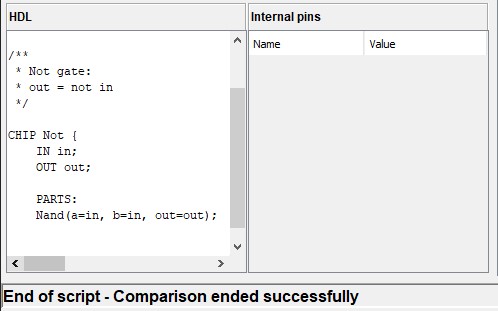 HDL
Internal pins
Name Value
/**
* Not gate:
* out = not in
*/
CHIP Not {
IN in;
OUT out;
PARTS:
Nand(a=in, b=in, out=out);
End of script - Comparison ended successfully